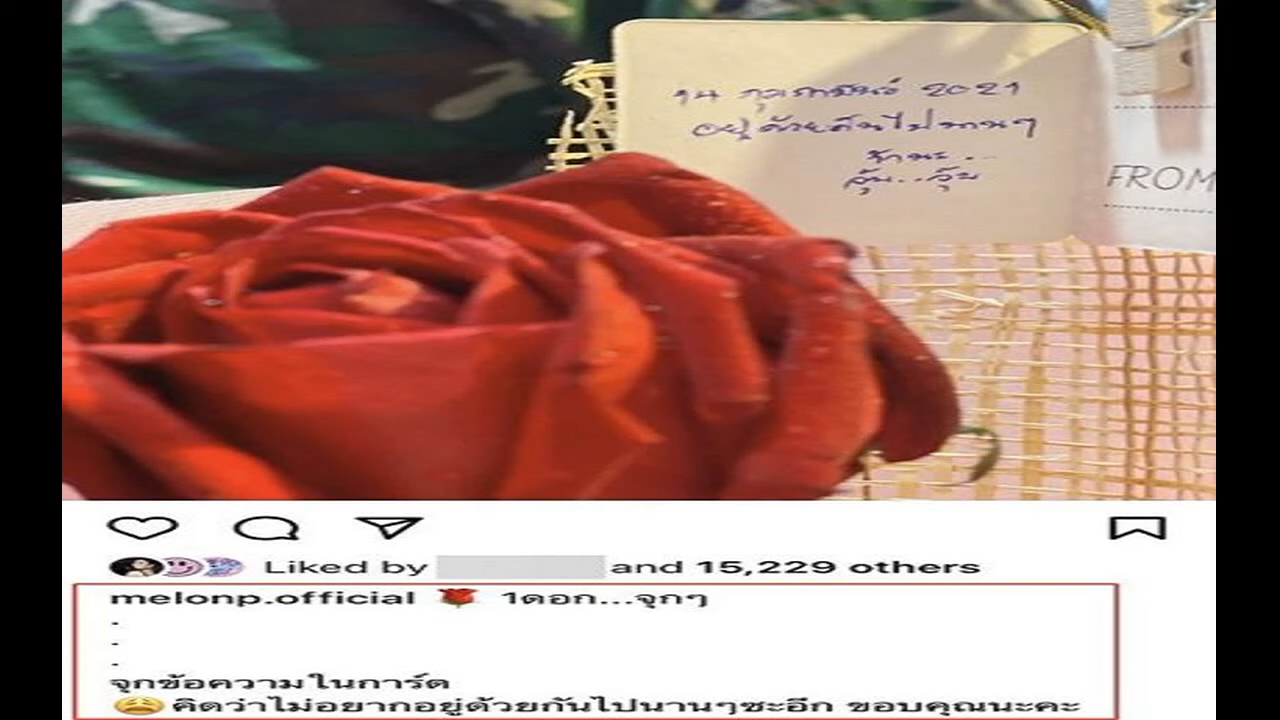 14 กุมภาพันธ์ 2021
อยู่ด้วยกันไปนานๆ
รักนะ..
FROM
Liked by and 15,229 others
melonp.official 🌹 1ดอก...จุกๆ
.
.
.
จุกข้อความในการ์ด
😩คิดว่าไม่อยากอยู่ด้วยกันไปนานๆซะอีก ขอบคุณนะคะ